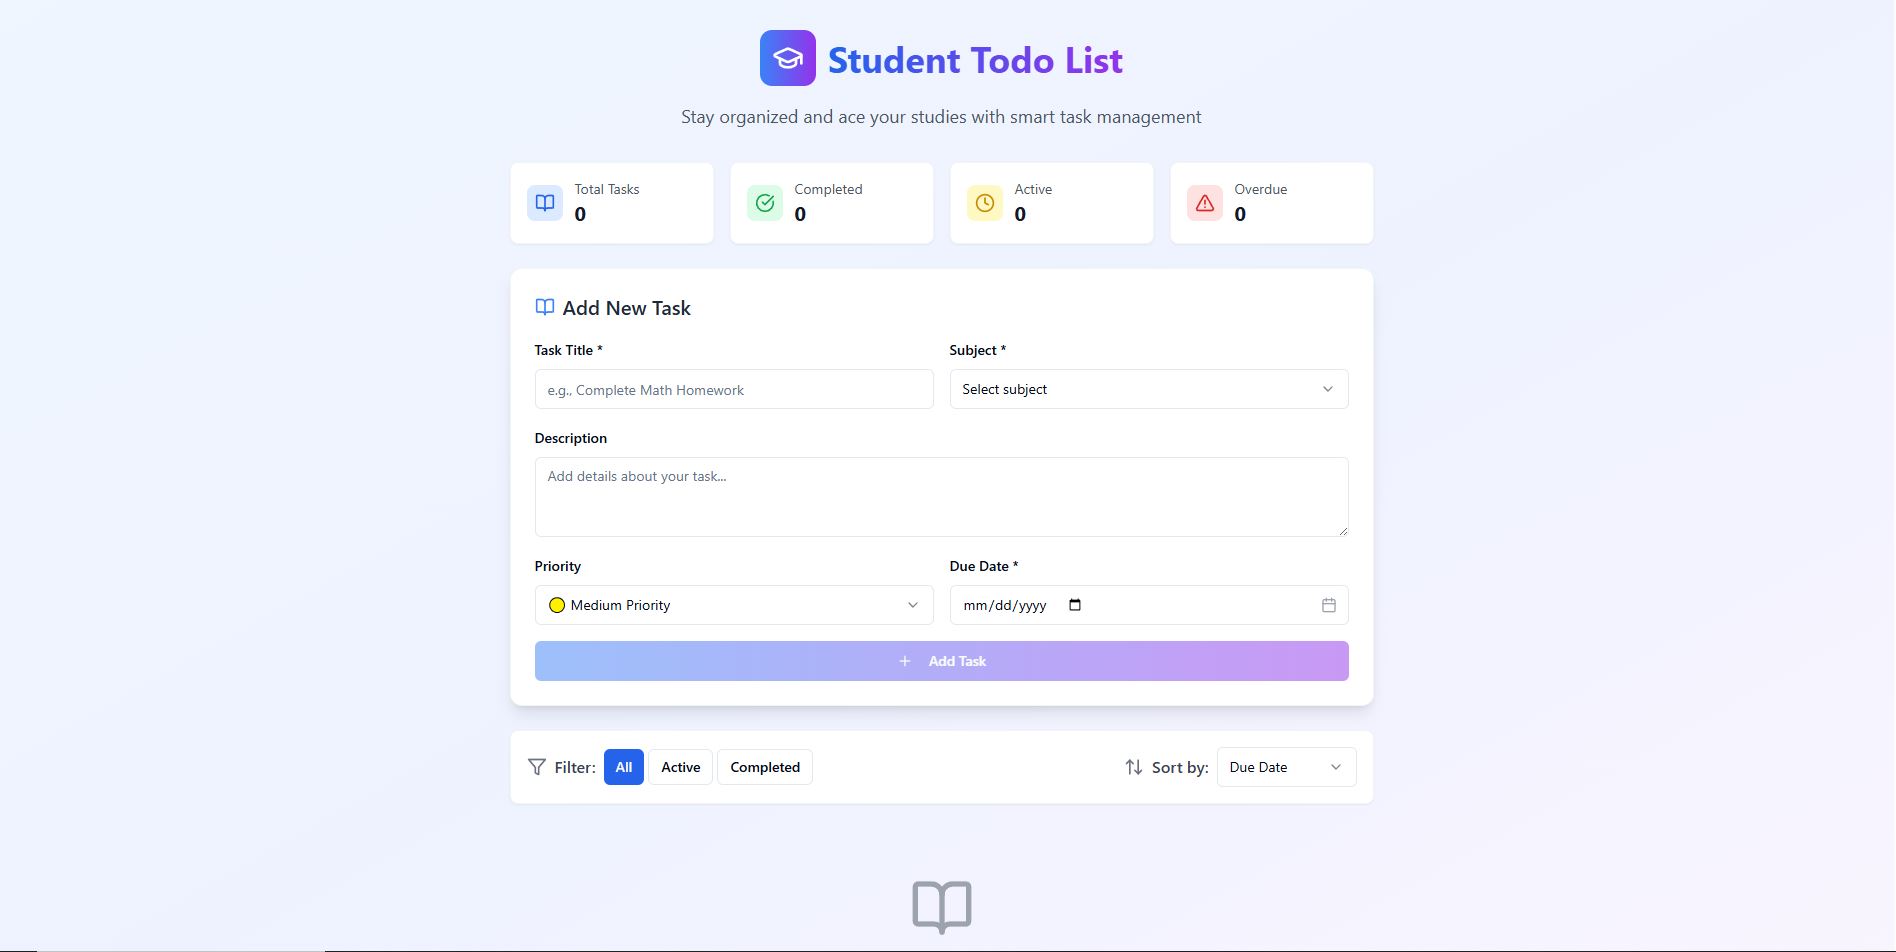 Student Todo List
Stay organized and ace your studies with smart task management
Total Tasks
0
Completed
0
Active
0
Overdue
0
Add New Task
Task Title *
e.g., Complete Math Homework
Subject *
Select subject
Description
Add details about your task...
Priority
Medium Priority
Due Date *
mm/dd/yyyy
+ Add Task
Filter: All Active Completed
Sort by: Due Date